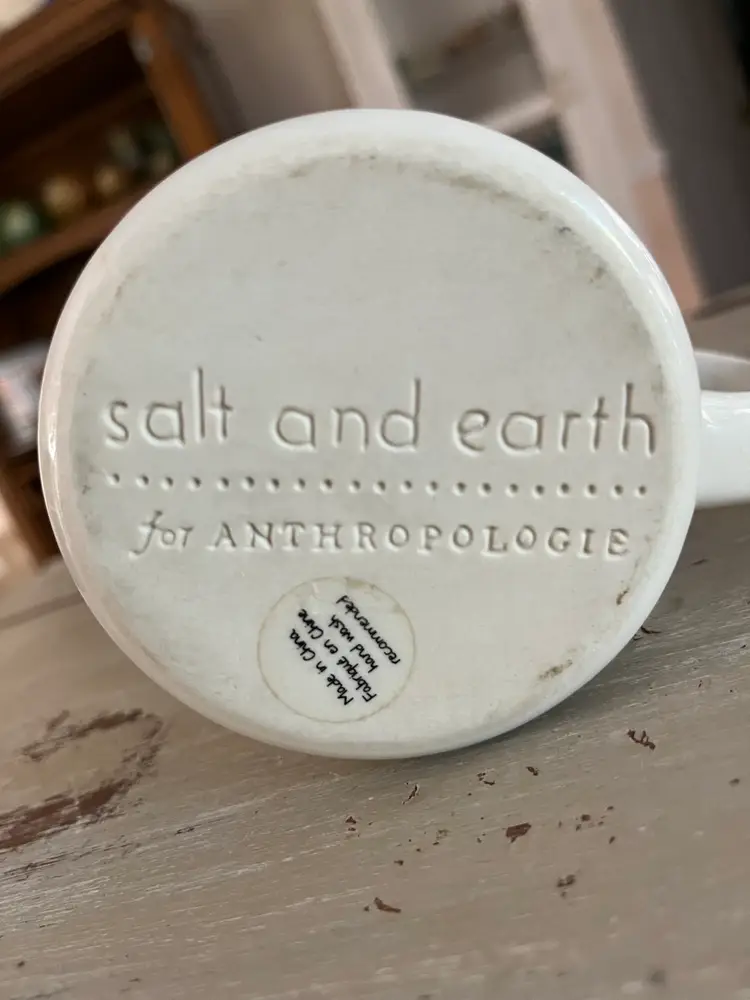 salt and earth
for ANTHROPOLOGIE
Made in China
Fabriqué en Chine
hand wash
recommended